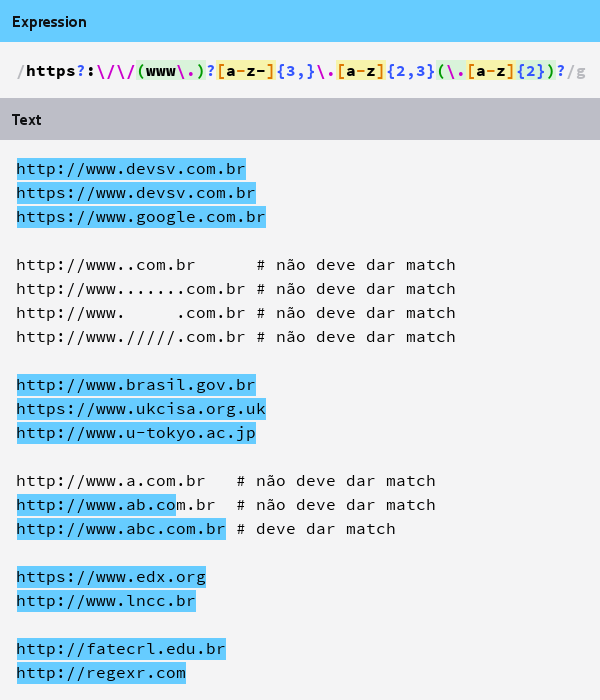 Expression
/https?:\/\/(www\.)?[a-z-]{3,}\.[a-z]{2,3}(\.[a-z]{2})?/g
Text
http://www.devsv.com.br
https://www.devsv.com.br
https://www.google.com.br
http://www..com.br      # não deve dar match
http://www.......com.br # não deve dar match
http://www.     .com.br # não deve dar match
http://www./////.com.br # não deve dar match
http://www.brasil.gov.br
https://www.ukcisa.org.uk
http://www.u-tokyo.ac.jp
http://www.a.com.br   # não deve dar match
http://www.ab.com.br  # não deve dar match
http://www.abc.com.br # deve dar match
https://www.edx.org
http://www.lncc.br
http://fatecrl.edu.br
http://regexr.com